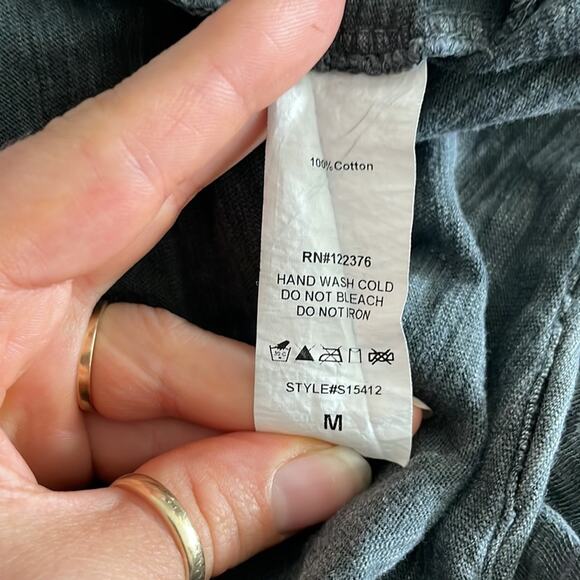 100% Cotton
RN#122376
HAND WASH COLD
DO NOT BLEACH
DO NOT IRON
STYLE#S15412
M